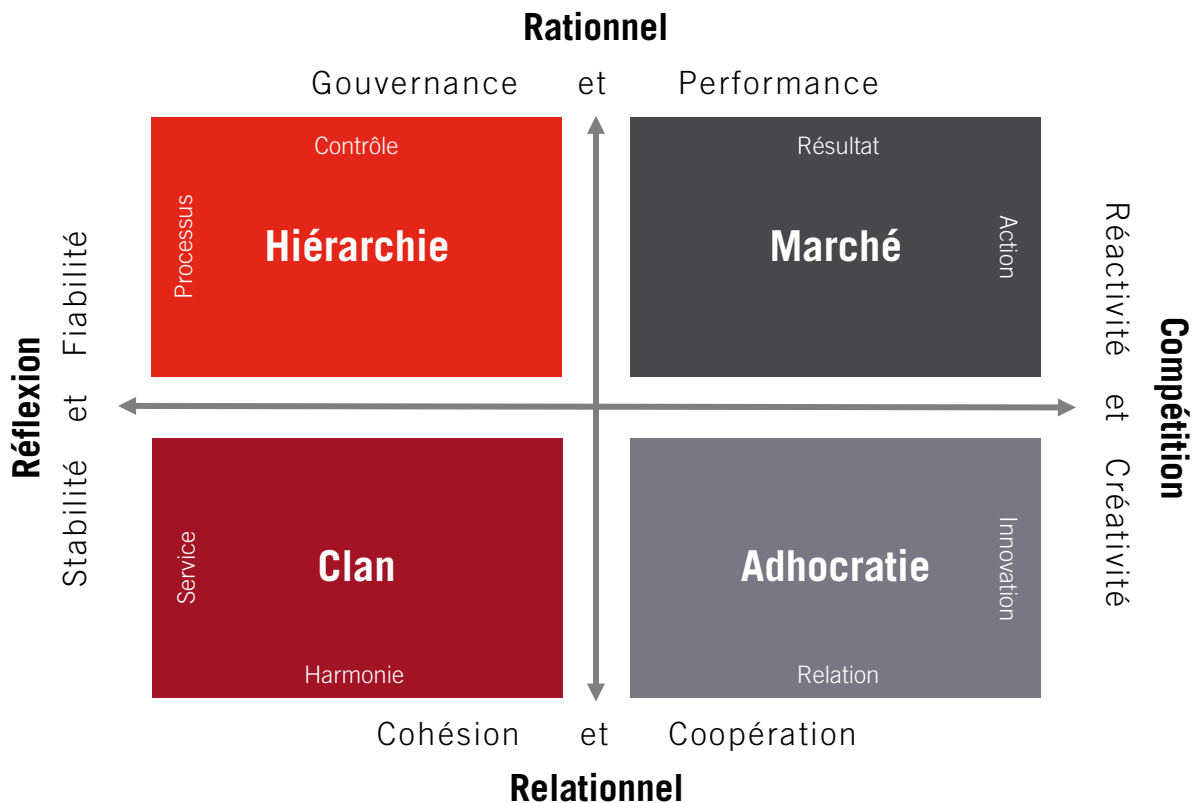 Rationnel
Gouvernance et Performance
Contrôle
Processus
Hiérarchie
Résultat
Marché
Action
Réflexion
Stabilité et Fiabilité
Réactivité et Créativité
Compétition
Service
Clan
Harmonie
Adhocratie
Innovation
Relation
Cohésion et Coopération
Relationnel